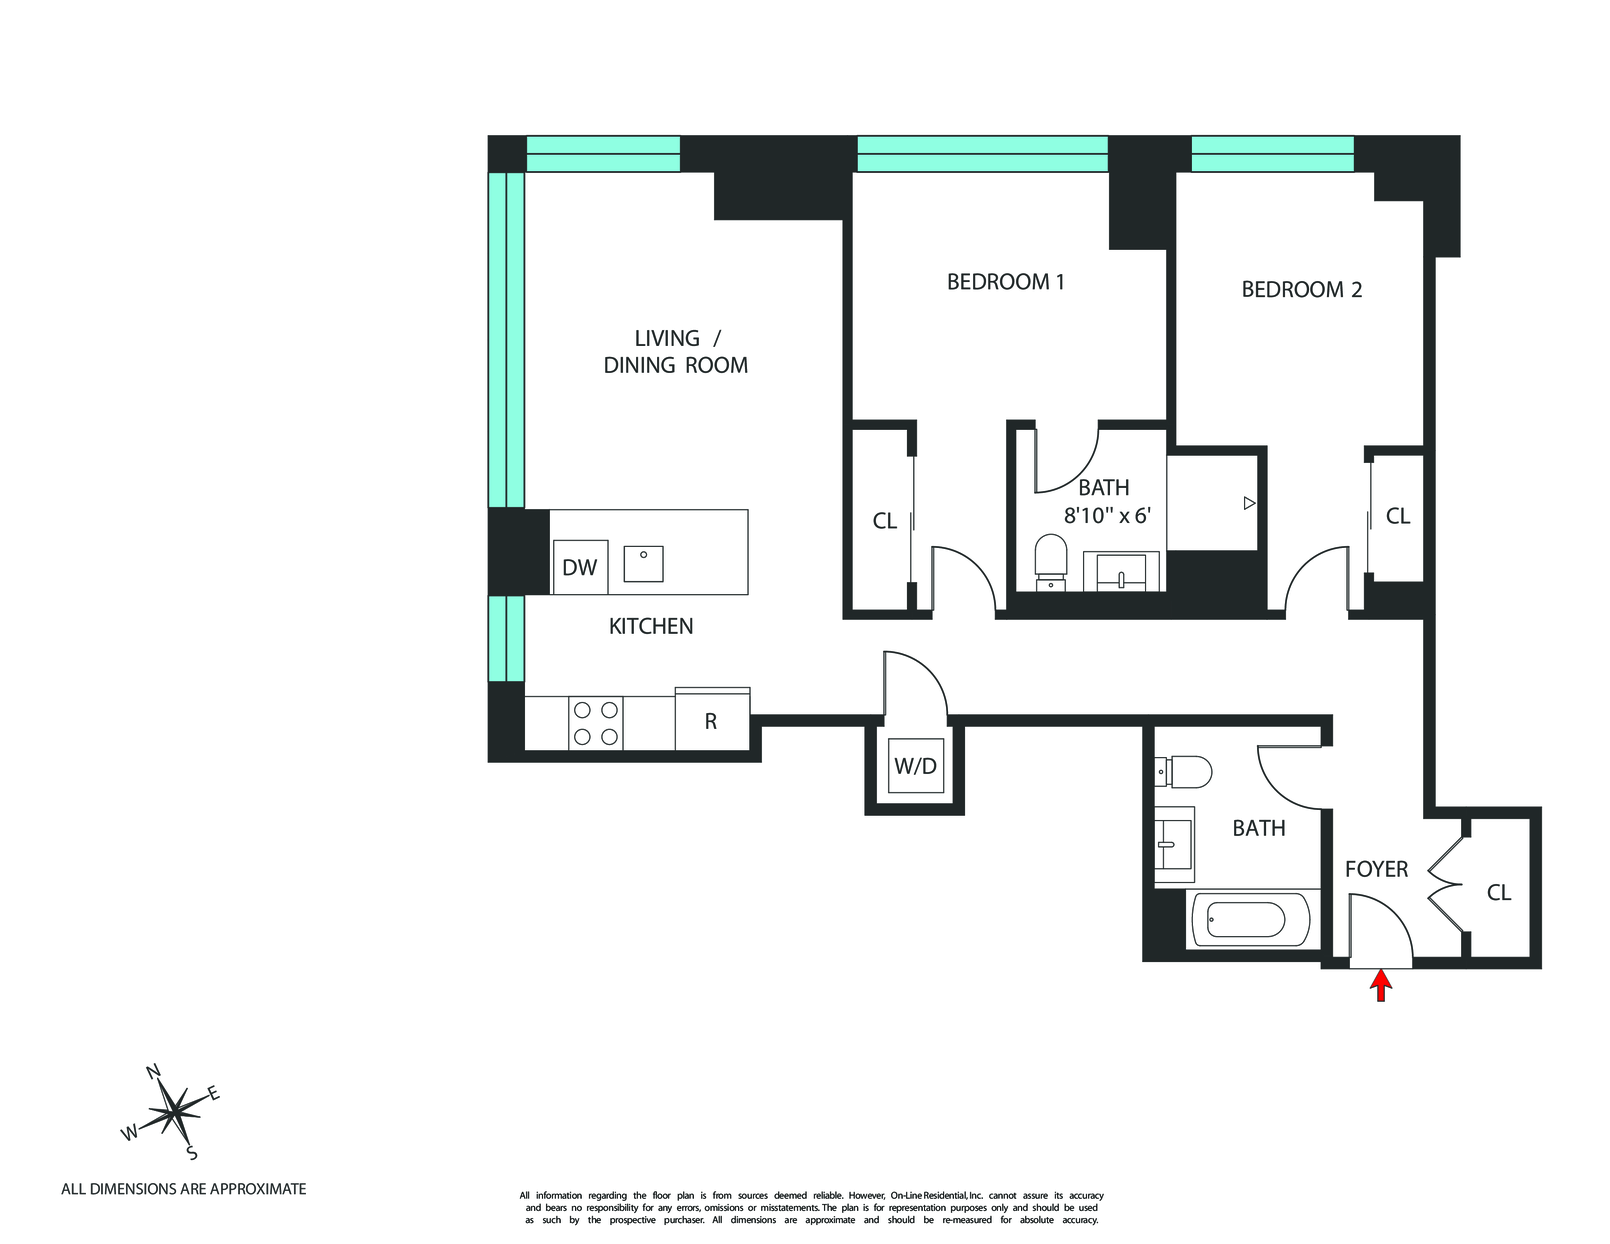 BEDROOM 1
BEDROOM 2
LIVING /
DINING ROOM
BATH
8'10" x 6'
CL
CL
DW
KITCHEN
R
W/D
BATH
FOYER
CL
N
E
W
S
ALL DIMENSIONS ARE APPROXIMATE
All information regarding the floor plan is from sources deemed reliable. However, On-Line Residential, Inc. cannot assure its accuracy
and bears no responsibility for any errors, omissions or misstatements. The plan is for representation purposes only and should be used
as such by the prospective purchaser. All dimensions are approximate and should be re-measured for absolute accuracy.